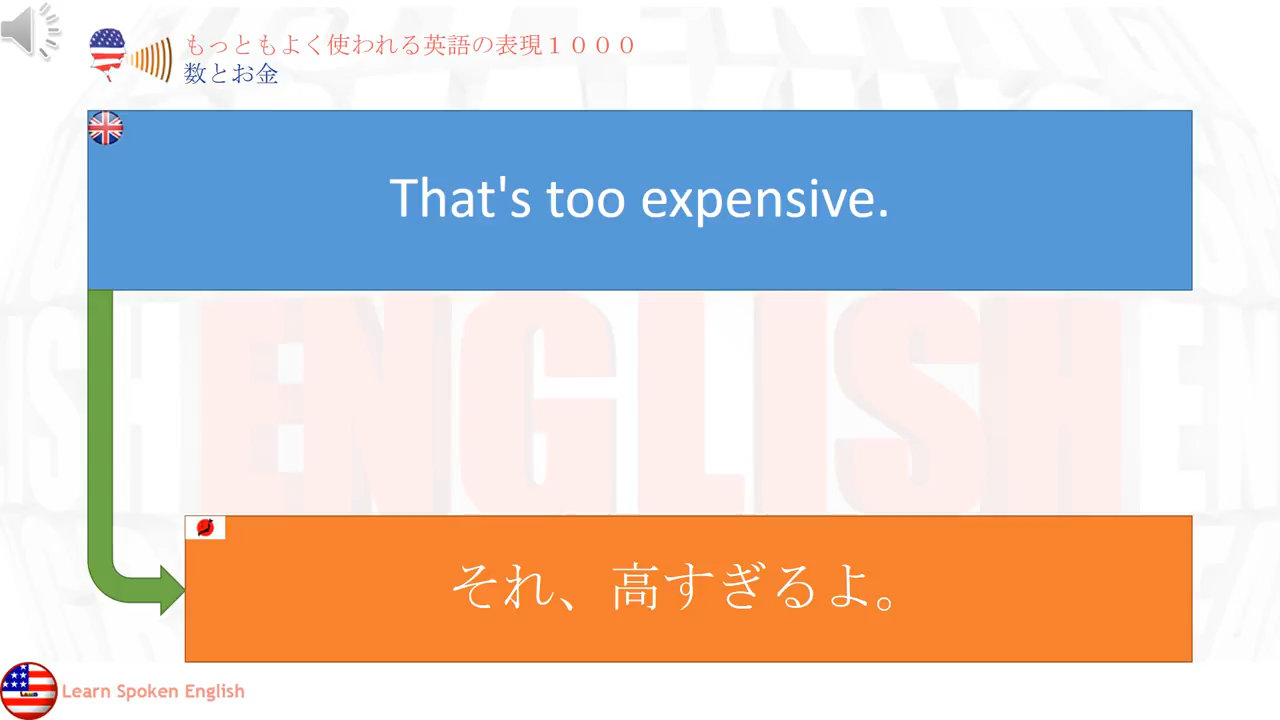 もっともよく使われる英語の表現１０００
数とお金
That's too expensive.
それ、高すぎるよ。
Learn Spoken English